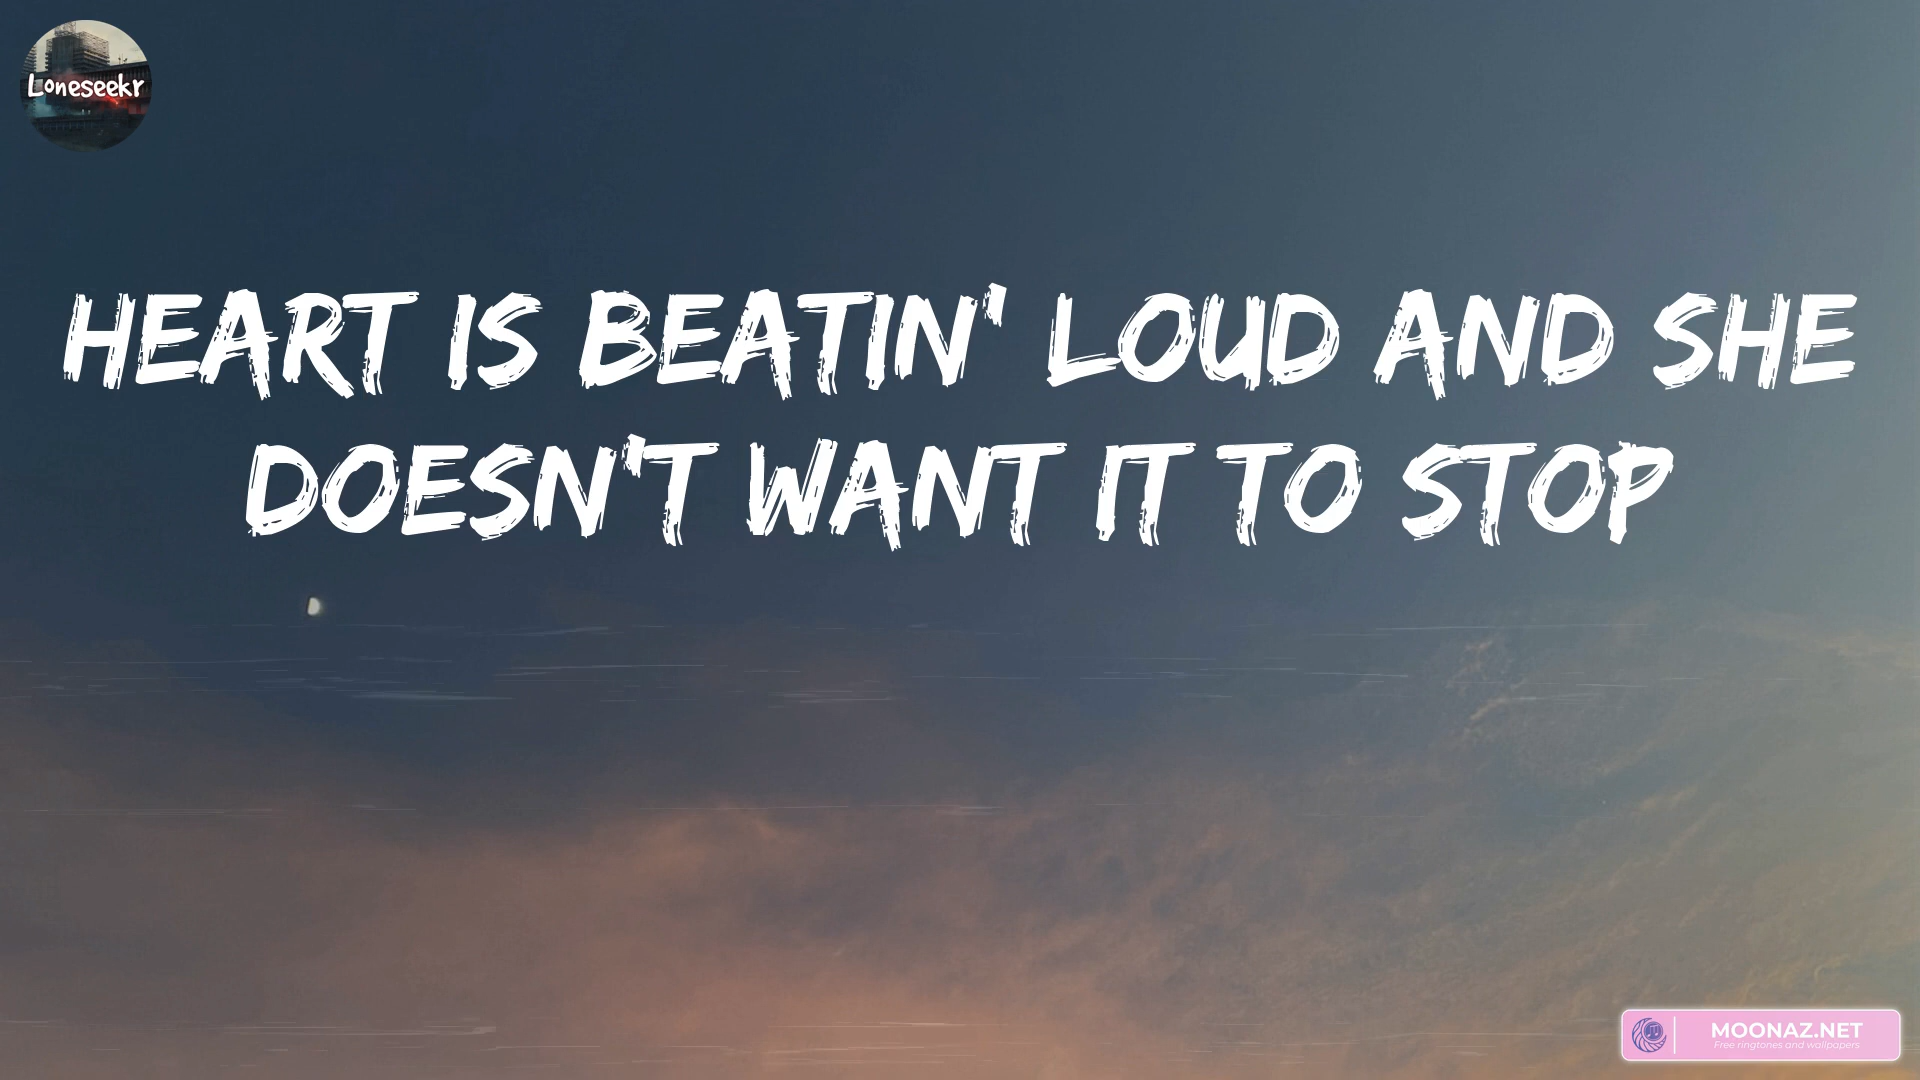 Loneseekr
HEART IS BEATIN' LOUD AND SHE
DOESN'T WANT IT TO STOP
MOONAZ.NET
Free ringtones and wallpapers